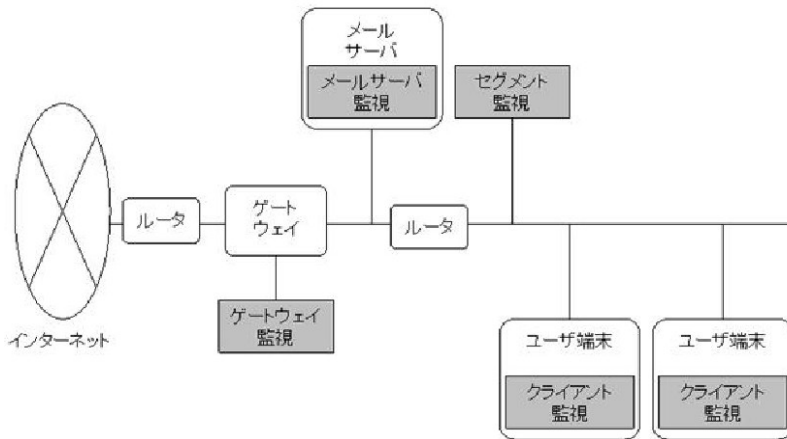 メール
サーバ
メールサーバ
監視
セグメント
監視
ルータ
ゲート
ウェイ
ルータ
インターネット
ゲートウェイ
監視
ユーザ端末
クライアント
監視
ユーザ端末
クライアント
監視